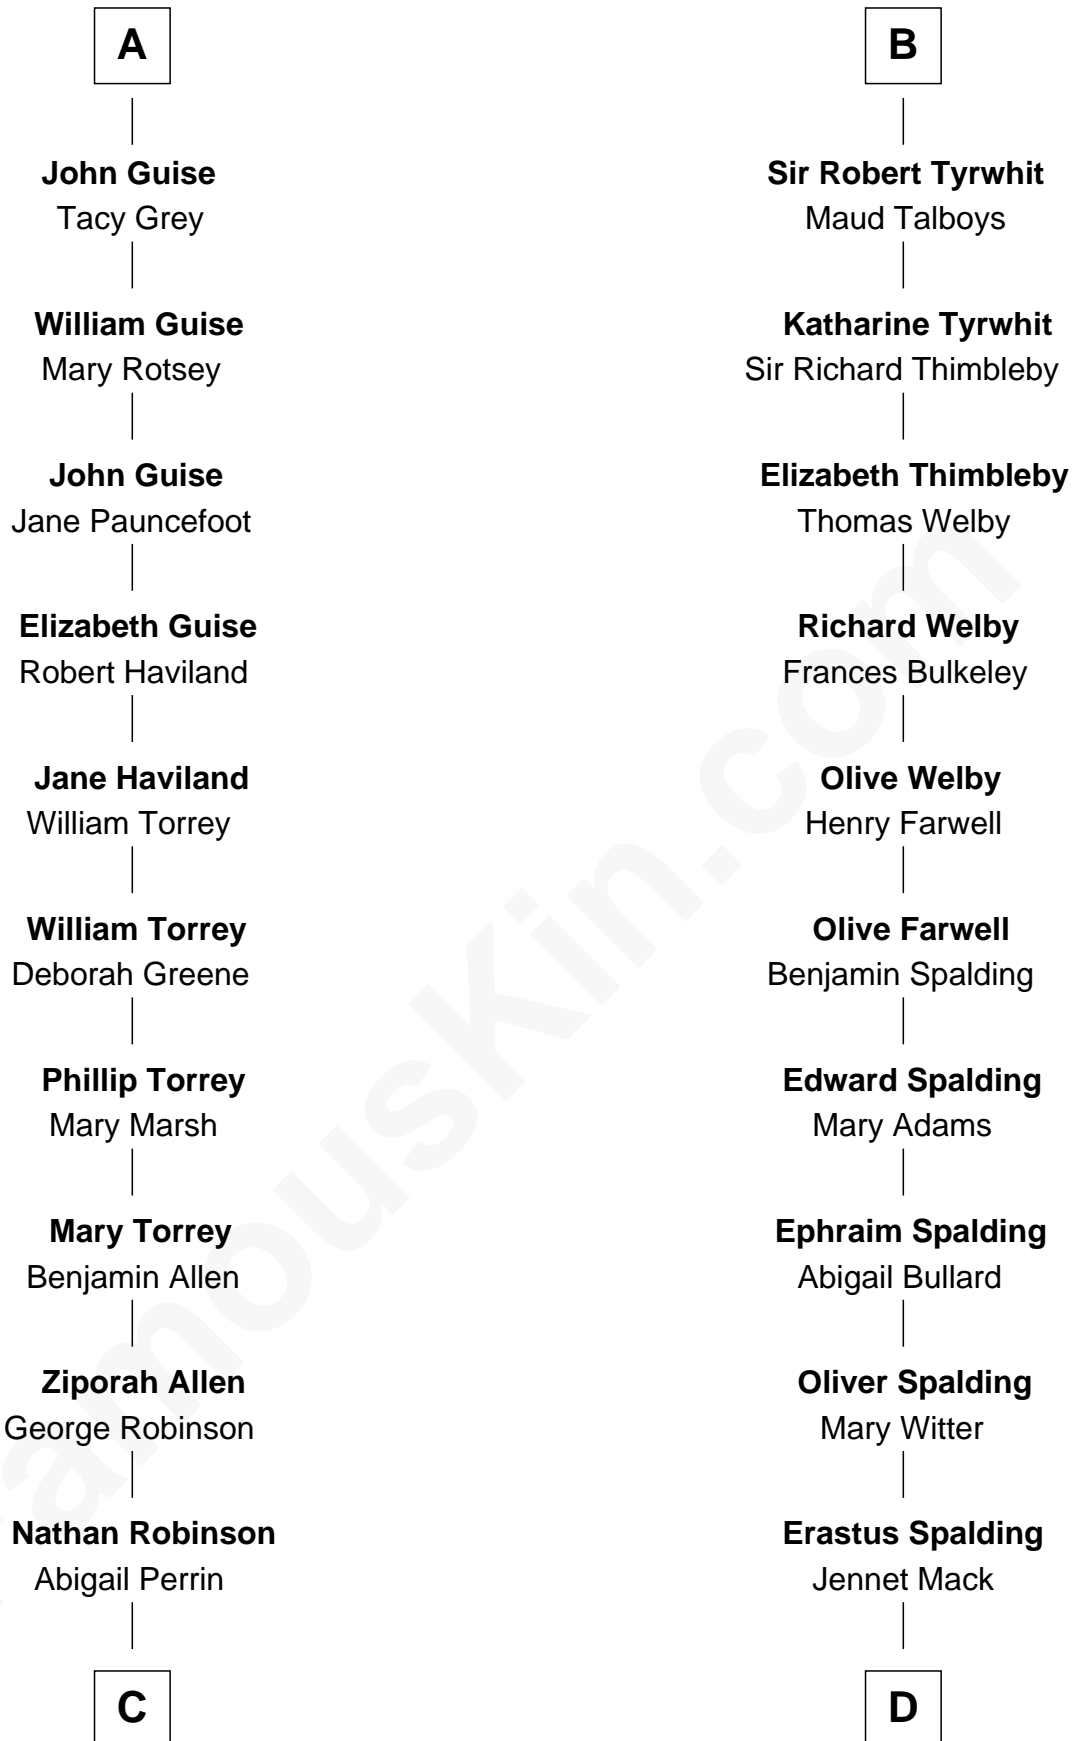 A
John Guise
Tacy Grey
William Guise
Mary Rotsey
John Guise
Jane Pauncefoot
Elizabeth Guise
Robert Haviland
Jane Haviland
William Torrey
William Torrey
Deborah Greene
Phillip Torrey
Mary Marsh
Mary Torrey
Benjamin Allen
Ziporah Allen
George Robinson
Nathan Robinson
Abigail Perrin
C
B
Sir Robert Tyrwhit
Maud Talboys
Katharine Tyrwhit
Sir Richard Thimbleby
Elizabeth Thimbleby
Thomas Welby
Richard Welby
Frances Bulkeley
Olive Welby
Henry Farwell
Olive Farwell
Benjamin Spalding
Edward Spalding
Mary Adams
Ephraim Spalding
Abigail Bullard
Oliver Spalding
Mary Witter
Erastus Spalding
Jennet Mack
D
FamousKin.com